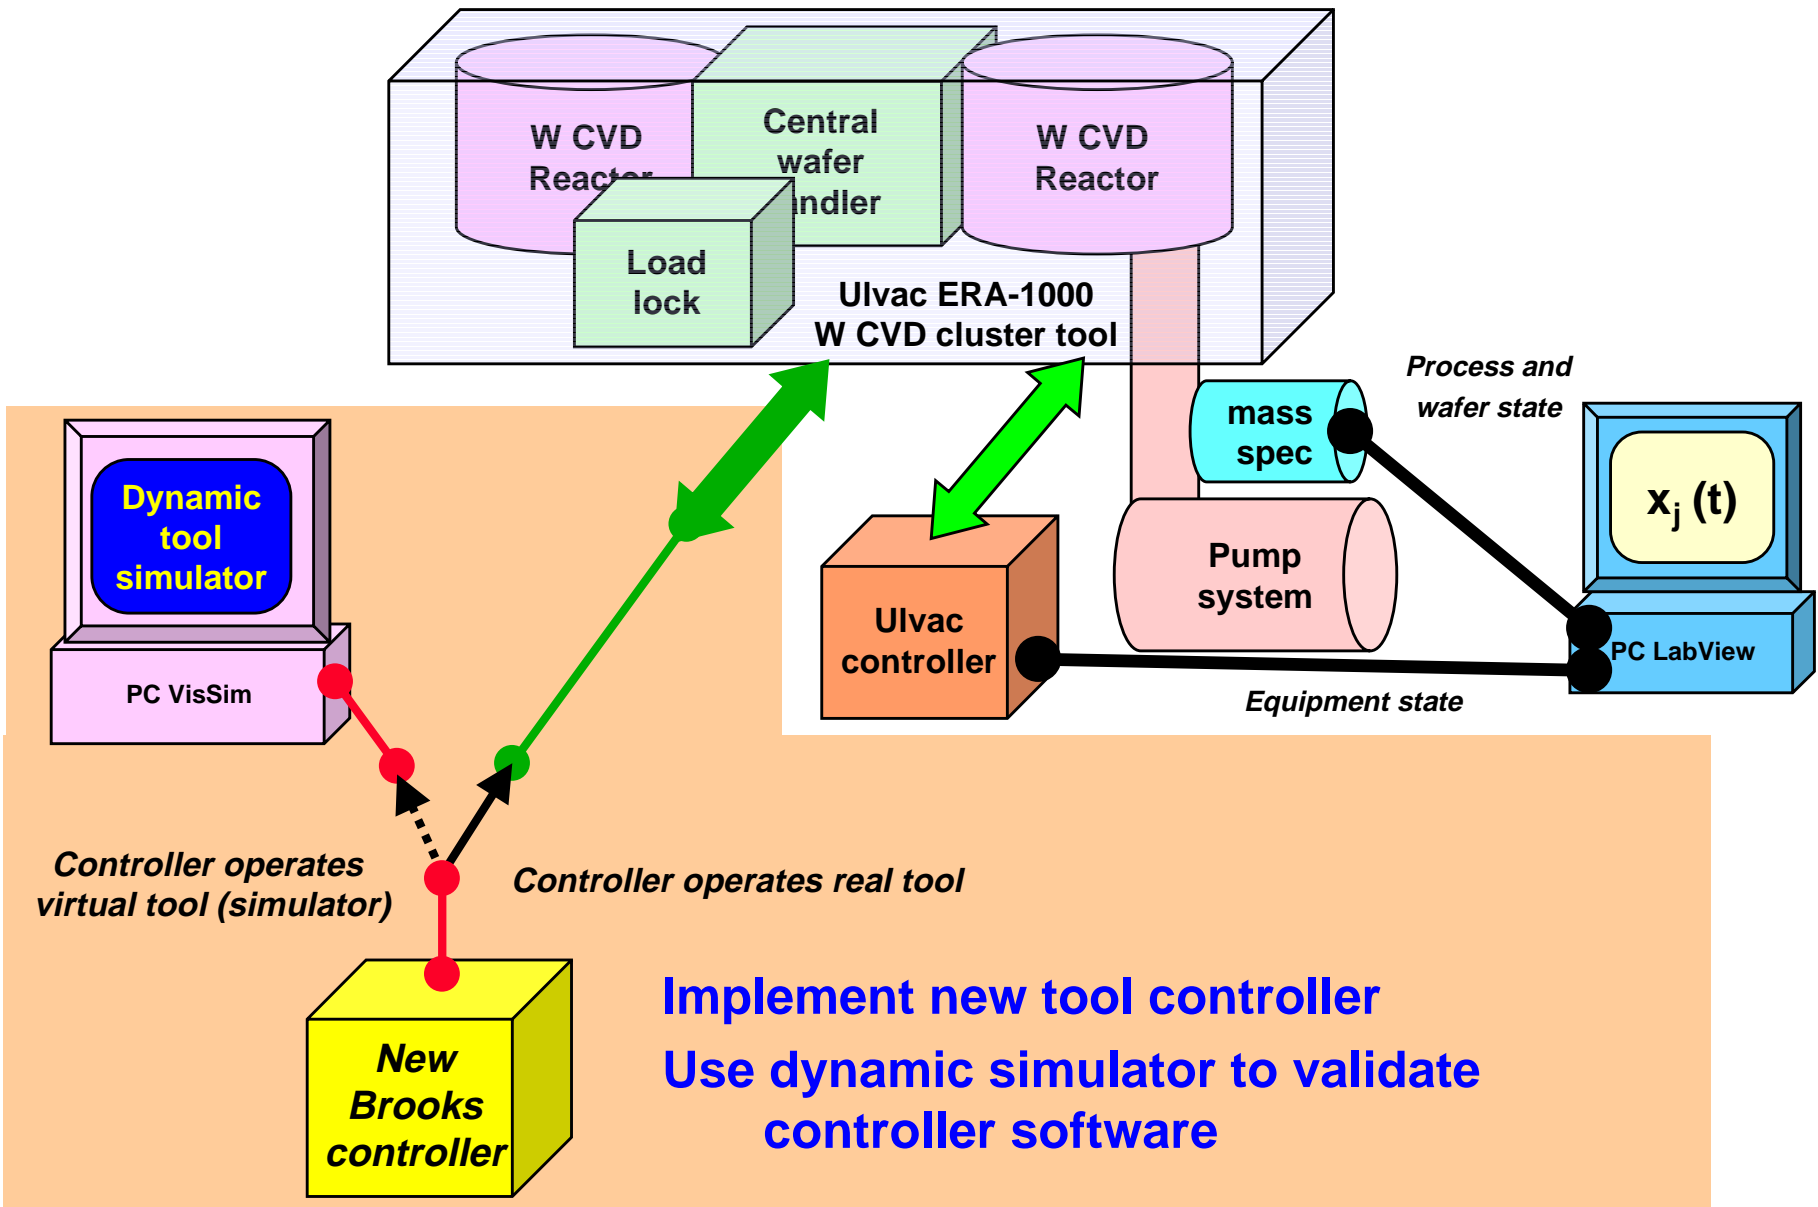 W CVD
Reactor
Central
wafer
handler
W CVD
Reactor
Load
lock
Ulvac ERA-1000
W CVD cluster tool
Process and
wafer state
mass
spec
xj (t)
Dynamic
tool
simulator
Pump
system
Ulvac
controller
PC LabView
PC VisSim
Equipment state
Controller operates
virtual tool (simulator)
Controller operates real tool
Implement new tool controller
Use dynamic simulator to validate
controller software
New
Brooks
controller